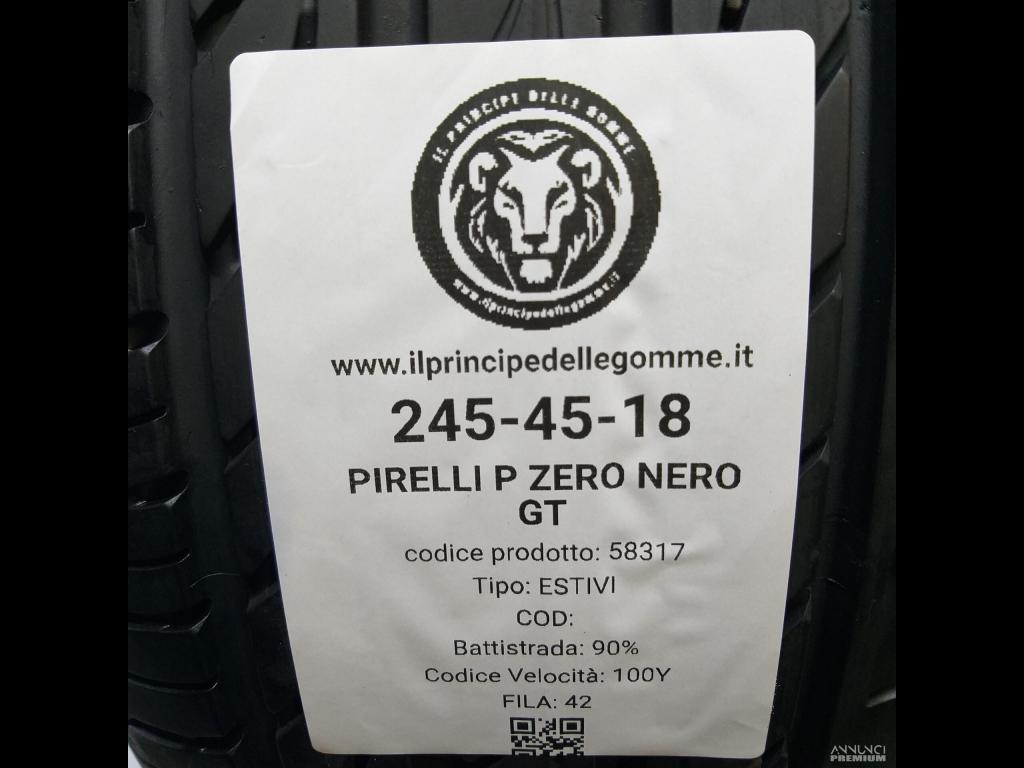 IL PRINCIPE DELLE GOMME
www.ilprincipedellegomme.it
www.ilprincipedellegomme.it
245-45-18
PIRELLI P ZERO NERO
GT
codice prodotto: 58317
Tipo: ESTIVI
COD:
Battistrada: 90%
Codice Velocità: 100Y
FILA: 42
ANNUNCI
PREMIUM